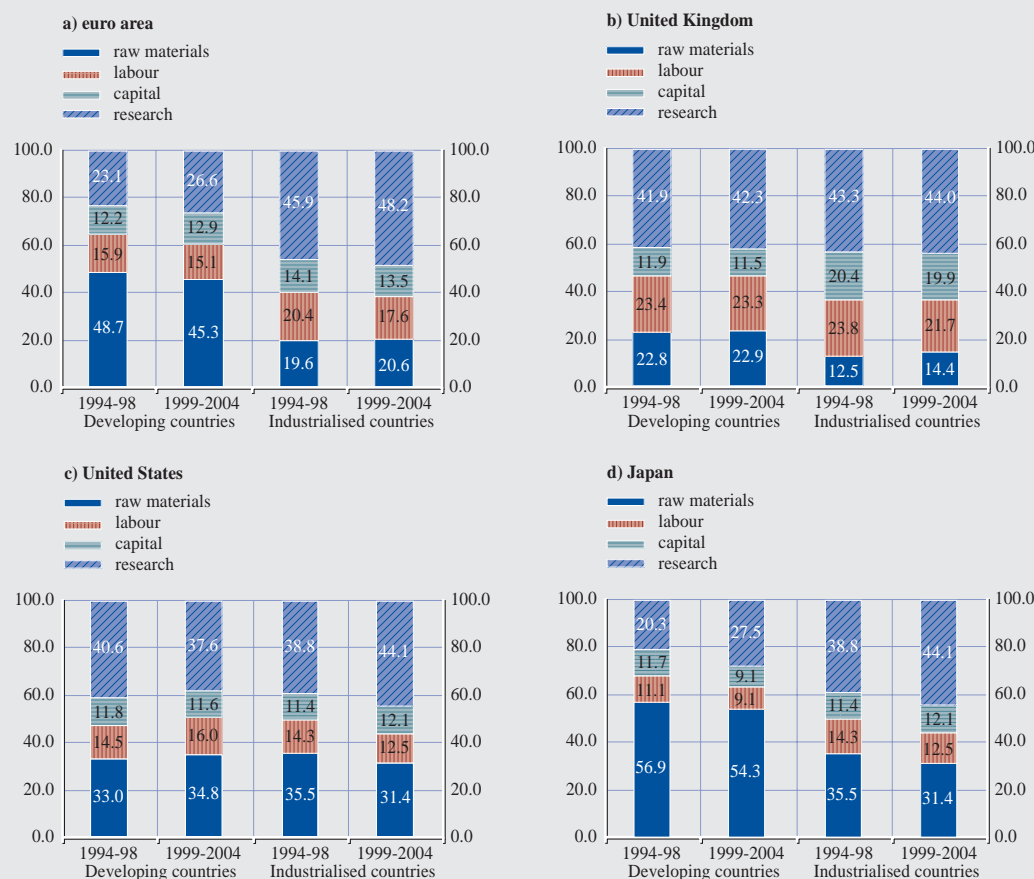 a) euro area
raw materials
labour
capital
research
100.0 100.0
80.0 80.0
60.0 60.0
40.0 40.0
20.0 20.0
0.0 0.0
23.1 26.6 45.9 48.2
12.2 12.9 14.1 13.5
15.9 15.1 20.4 17.6
48.7 45.3 19.6 20.6
1994-98 1999-2004 1994-98 1999-2004
Developing countries Industrialised countries
b) United Kingdom
raw materials
labour
capital
research
100.0 100.0
80.0 80.0
60.0 60.0
40.0 40.0
20.0 20.0
0.0 0.0
41.9 42.3 43.3 44.0
11.9 11.5 20.4 19.9
23.4 23.3 23.8 21.7
22.8 22.9 12.5 14.4
1994-98 1999-2004 1994-98 1999-2004
Developing countries Industrialised countries
c) United States
raw materials
labour
capital
research
100.0 100.0
80.0 80.0
60.0 60.0
40.0 40.0
20.0 20.0
0.0 0.0
40.6 37.6 38.8 44.1
11.8 11.6 11.4 12.1
14.5 16.0 14.3 12.5
33.0 34.8 35.5 31.4
1994-98 1999-2004 1994-98 1999-2004
Developing countries Industrialised countries
d) Japan
raw materials
labour
capital
research
100.0 100.0
80.0 80.0
60.0 60.0
40.0 40.0
20.0 20.0
0.0 0.0
20.3 27.5 38.8 44.1
11.7 9.1 11.4 12.1
11.1 9.1 14.3 12.5
56.9 54.3 35.5 31.4
1994-98 1999-2004 1994-98 1999-2004
Developing countries Industrialised countries